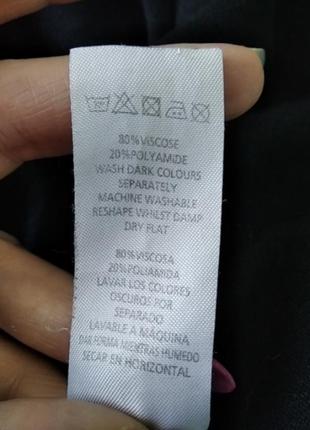 80%VISCOSE
20%POLYAMIDE
WASH DARK COLOURS
SEPARATELY
MACHINE WASHABLE
RESHAPE WHILST DAMP
DRY FLAT
80%VISCOSA
20%POLIAMIDA
LAVAR LOS COLORES
OSCUROS POR
SEPARADO
LAVABLE A MÁQUINA
DAR FORMA MIENTRAS HUMEDO
SECAR EN HORIZONTAL